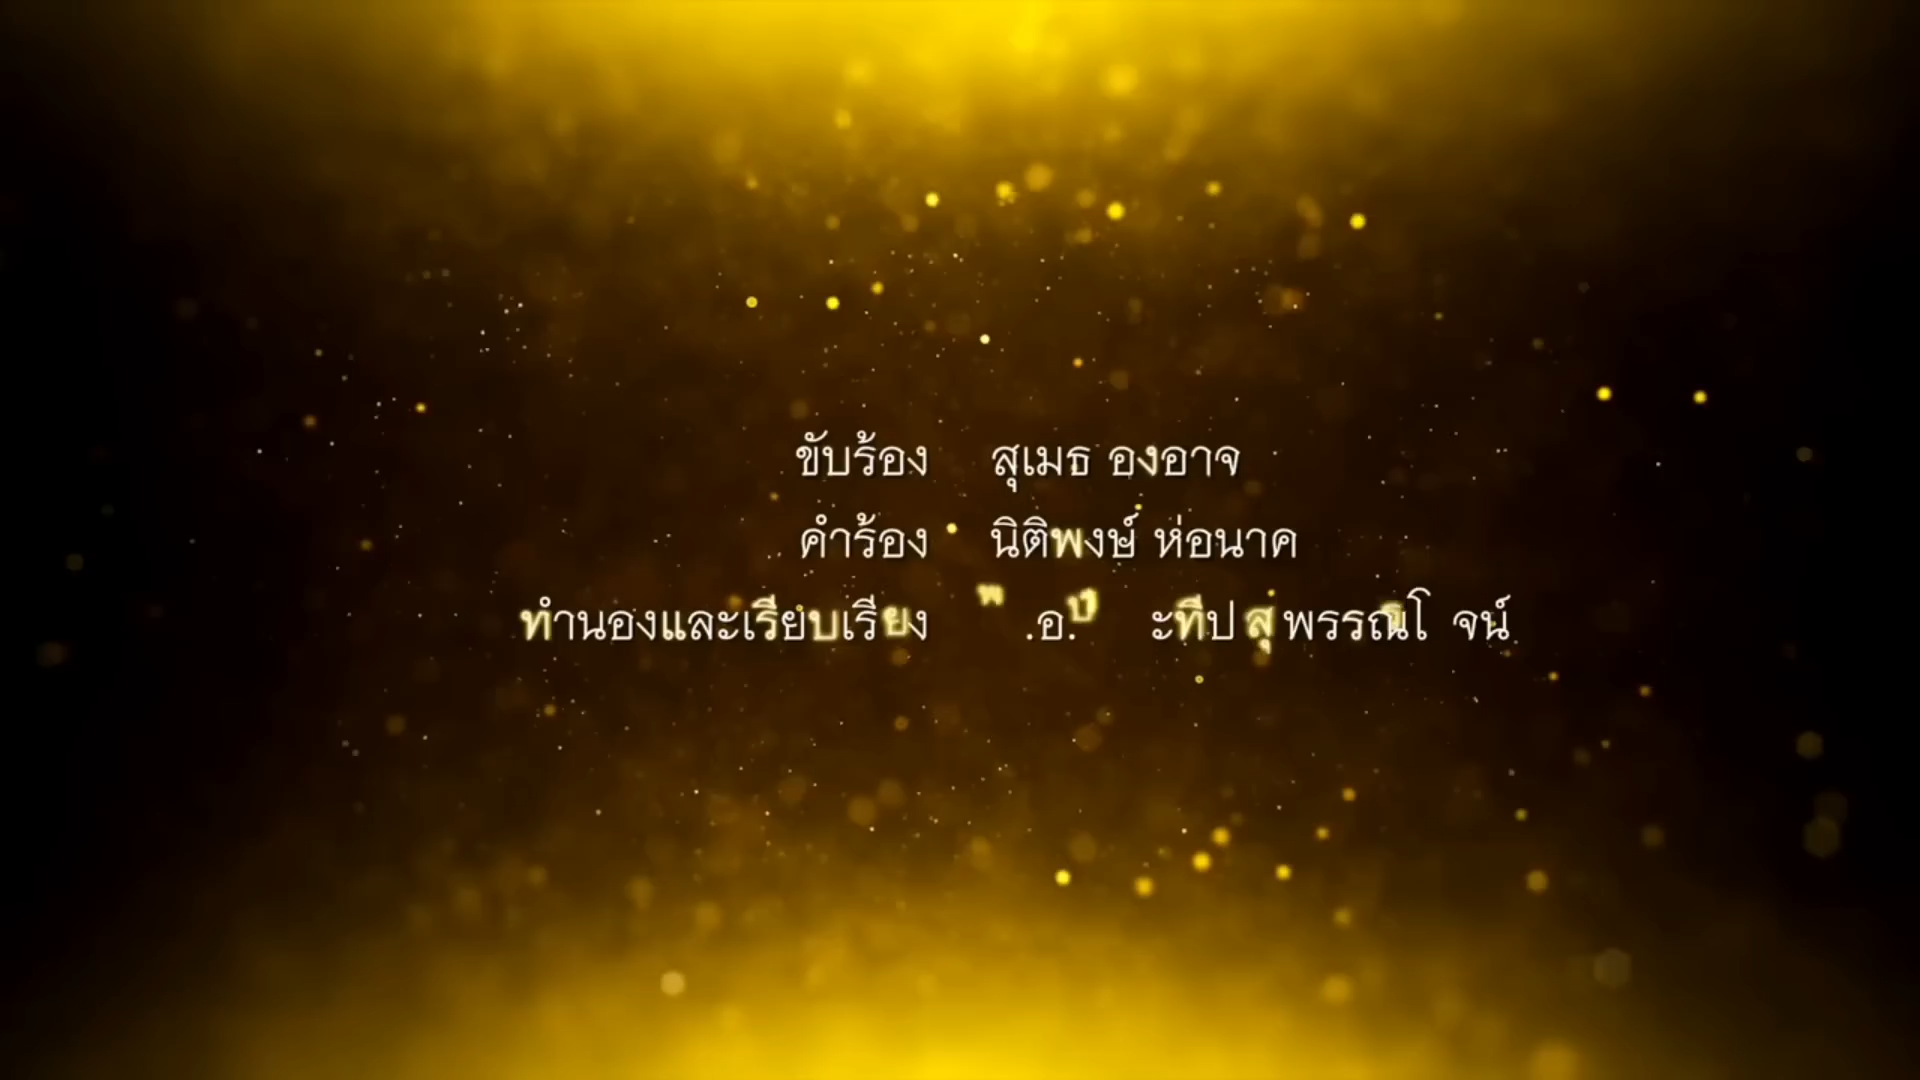 ขับร้อง สุเมธ องอาจ
คำร้อง นิติพงษ์ ห่อนาค
ทำนองและเรียบเรียง